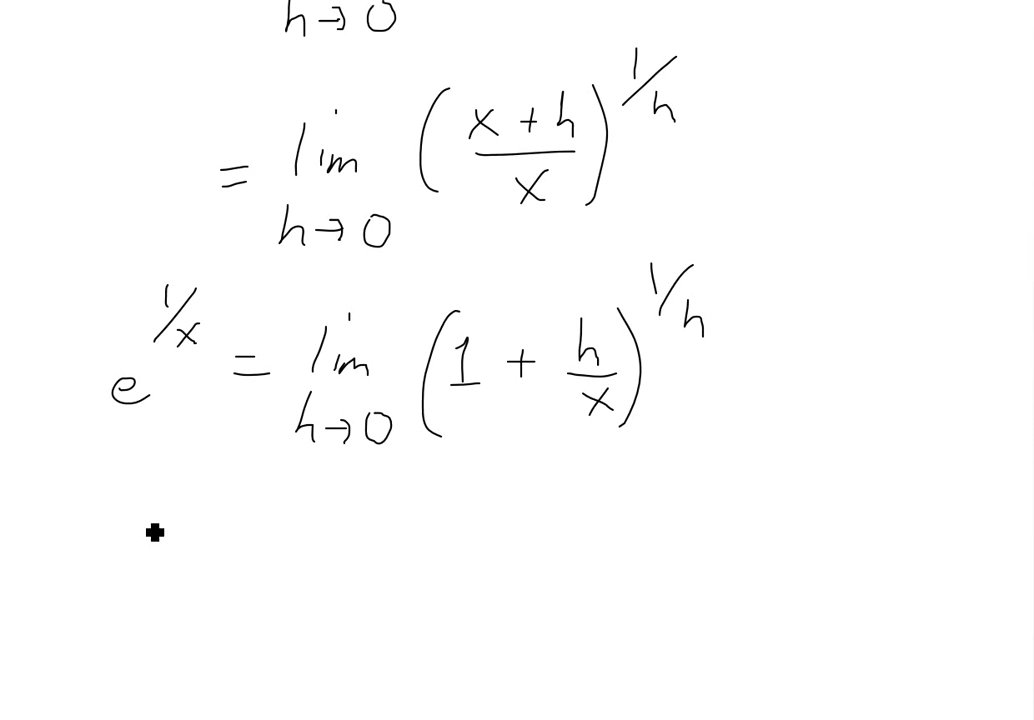 h→0
= lim ( (x + h)/x )^(1/h)
h→0
e^(1/x) = lim ( 1 + h/x )^(1/h)
h→0